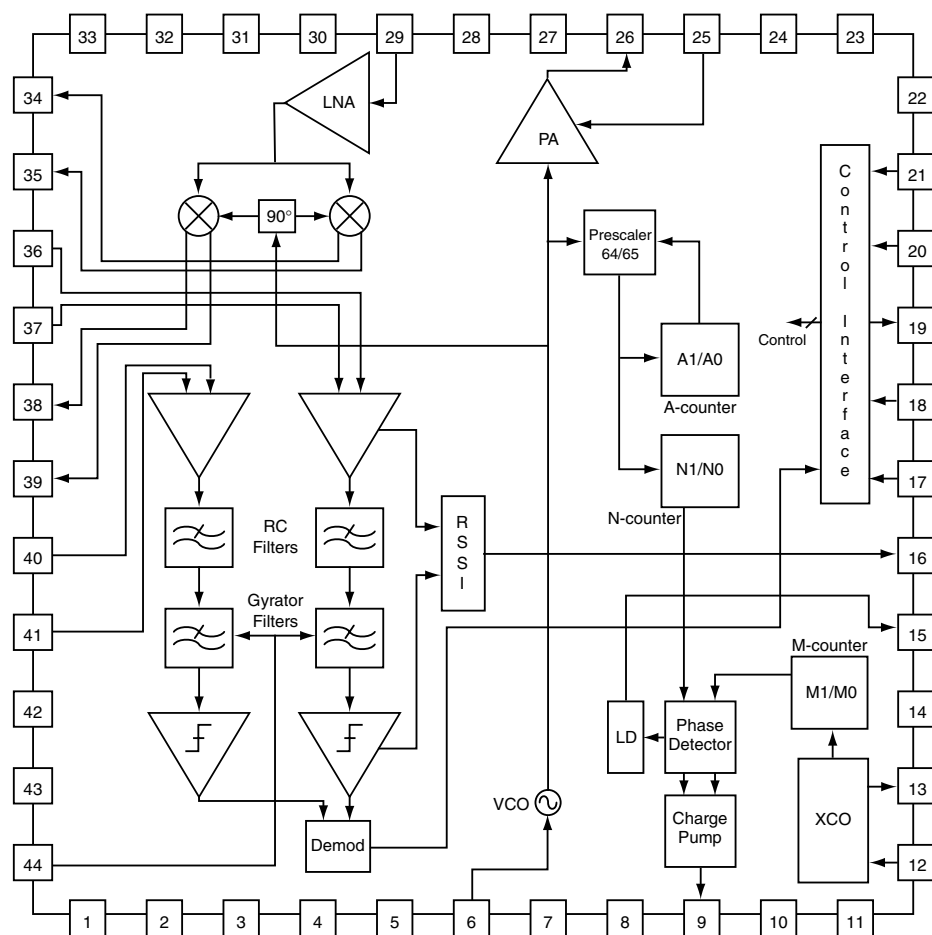 33 32 31 30 29 28 27 26 25 24 23
34
LNA
PA
22
35
Control Interface
21
90°
36
Prescaler
64/65
20
37
Control
19
A1/A0
A-counter
38
18
39
N1/N0
N-counter
17
40
RC
Filters
RSSI
16
41
Gyrator
Filters
15
M-counter
42
M1/M0
14
LD
Phase
Detector
43
VCO
13
XCO
44
Demod
Charge
Pump
12
1 2 3 4 5 6 7 8 9 10 11